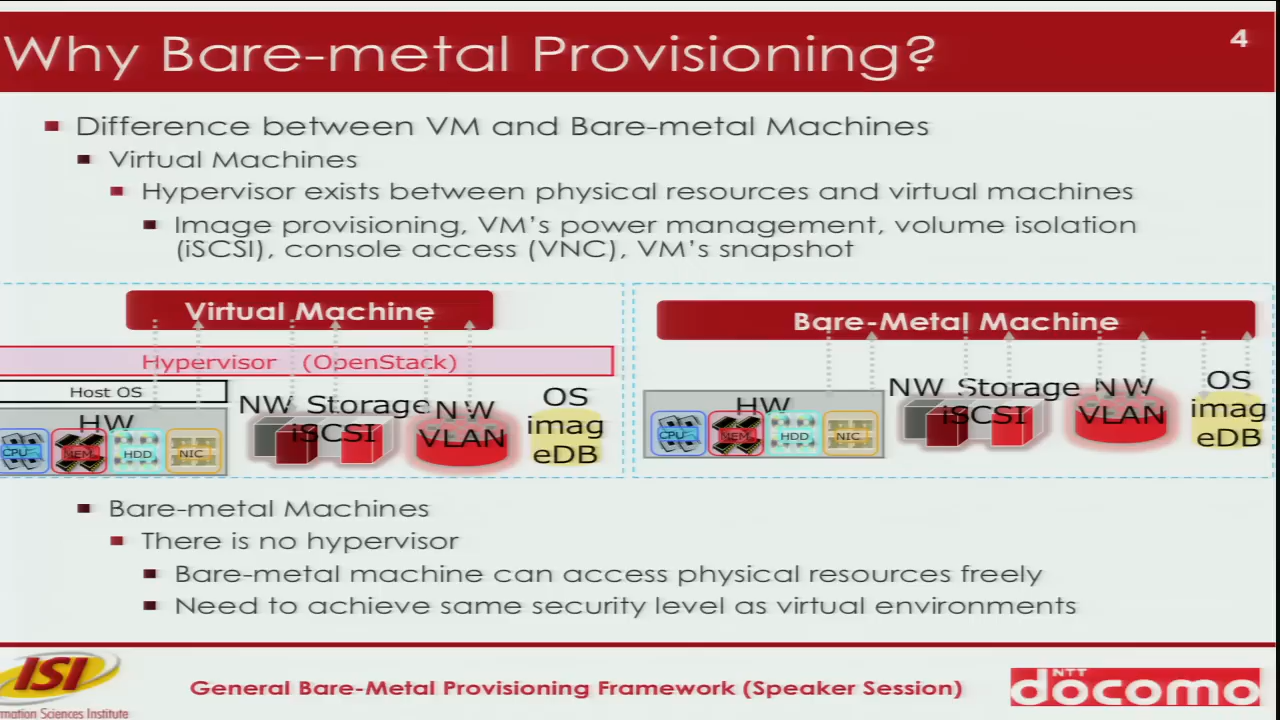 Why Bare-metal Provisioning?
4
Difference between VM and Bare-metal Machines
Virtual Machines
Hypervisor exists between physical resources and virtual machines
Image provisioning, VM's power management, volume isolation
(iSCSI), console access (VNC), VM's snapshot
Virtual Machine
Hypervisor (OpenStack)
Host OS
HW
CPU
MEM
HDD
NIC
NW Storage
iSCSI
NW
VLAN
OS
imag
eDB
Bare-Metal Machine
HW
CPU
MEM
HDD
NIC
NW Storage
iSCSI
NW
VLAN
OS
imag
eDB
Bare-metal Machines
There is no hypervisor
Bare-metal machine can access physical resources freely
Need to achieve same security level as virtual environments
ISI
rmation Sciences Institute
General Bare-Metal Provisioning Framework (Speaker Session)
NTT
docomo